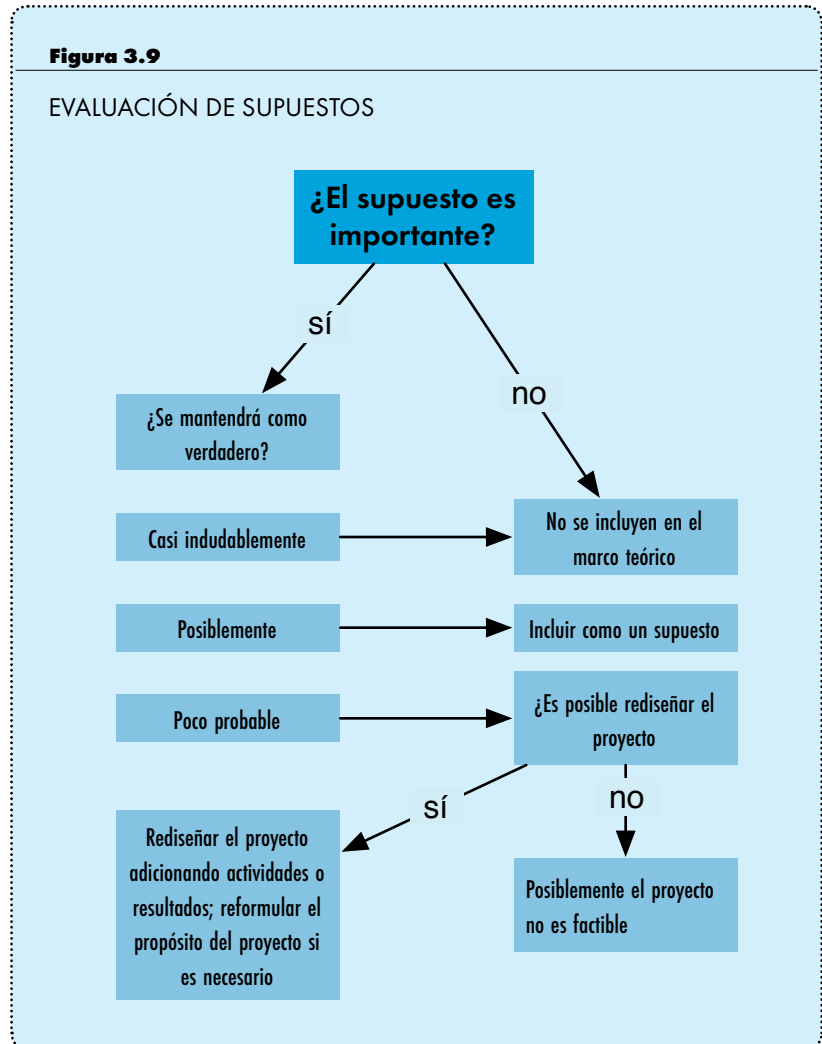 Figura 3.9
EVALUACIÓN DE SUPUESTOS
¿El supuesto es
importante?
sí
no
¿Se mantendrá como
verdadero?
Casi indudablemente
No se incluyen en el
marco teórico
Posiblemente
Incluir como un supuesto
Poco probable
¿Es posible rediseñar el
proyecto
sí
no
Rediseñar el proyecto
adicionando actividades o
resultados; reformular el
propósito del proyecto si
es necesario
Posiblemente el proyecto
no es factible